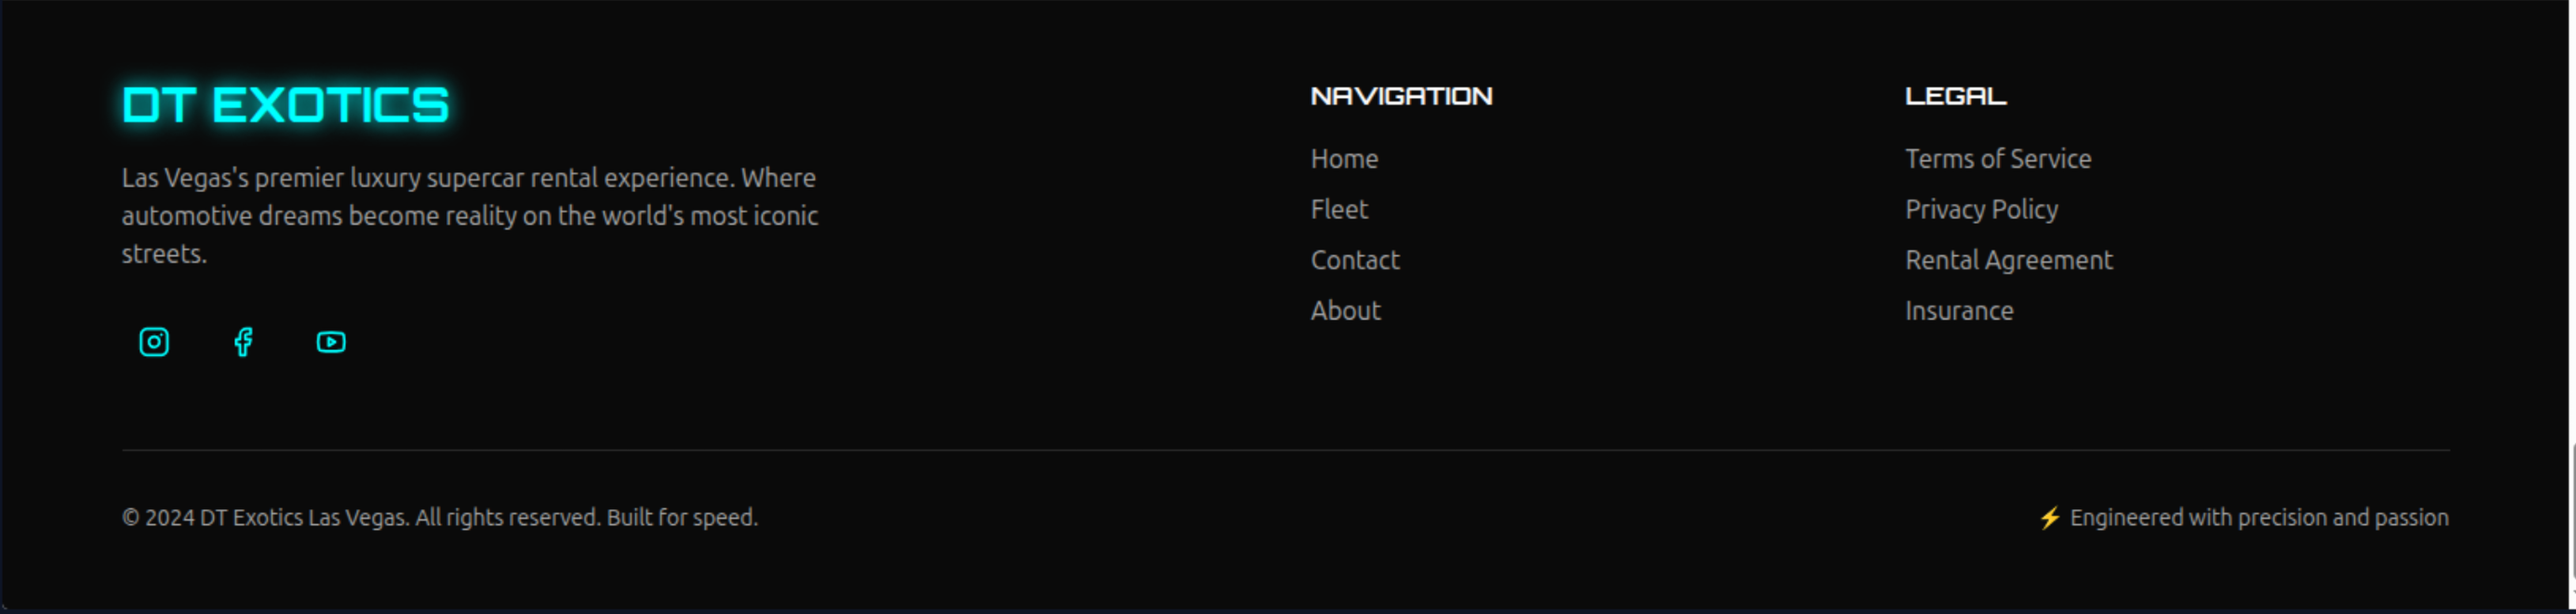 DT EXOTICS
Las Vegas's premier luxury supercar rental experience. Where
automotive dreams become reality on the world's most iconic
streets.
NAVIGATION
Home
Fleet
Contact
About
LEGAL
Terms of Service
Privacy Policy
Rental Agreement
Insurance
© 2024 DT Exotics Las Vegas. All rights reserved. Built for speed.
⚡ Engineered with precision and passion